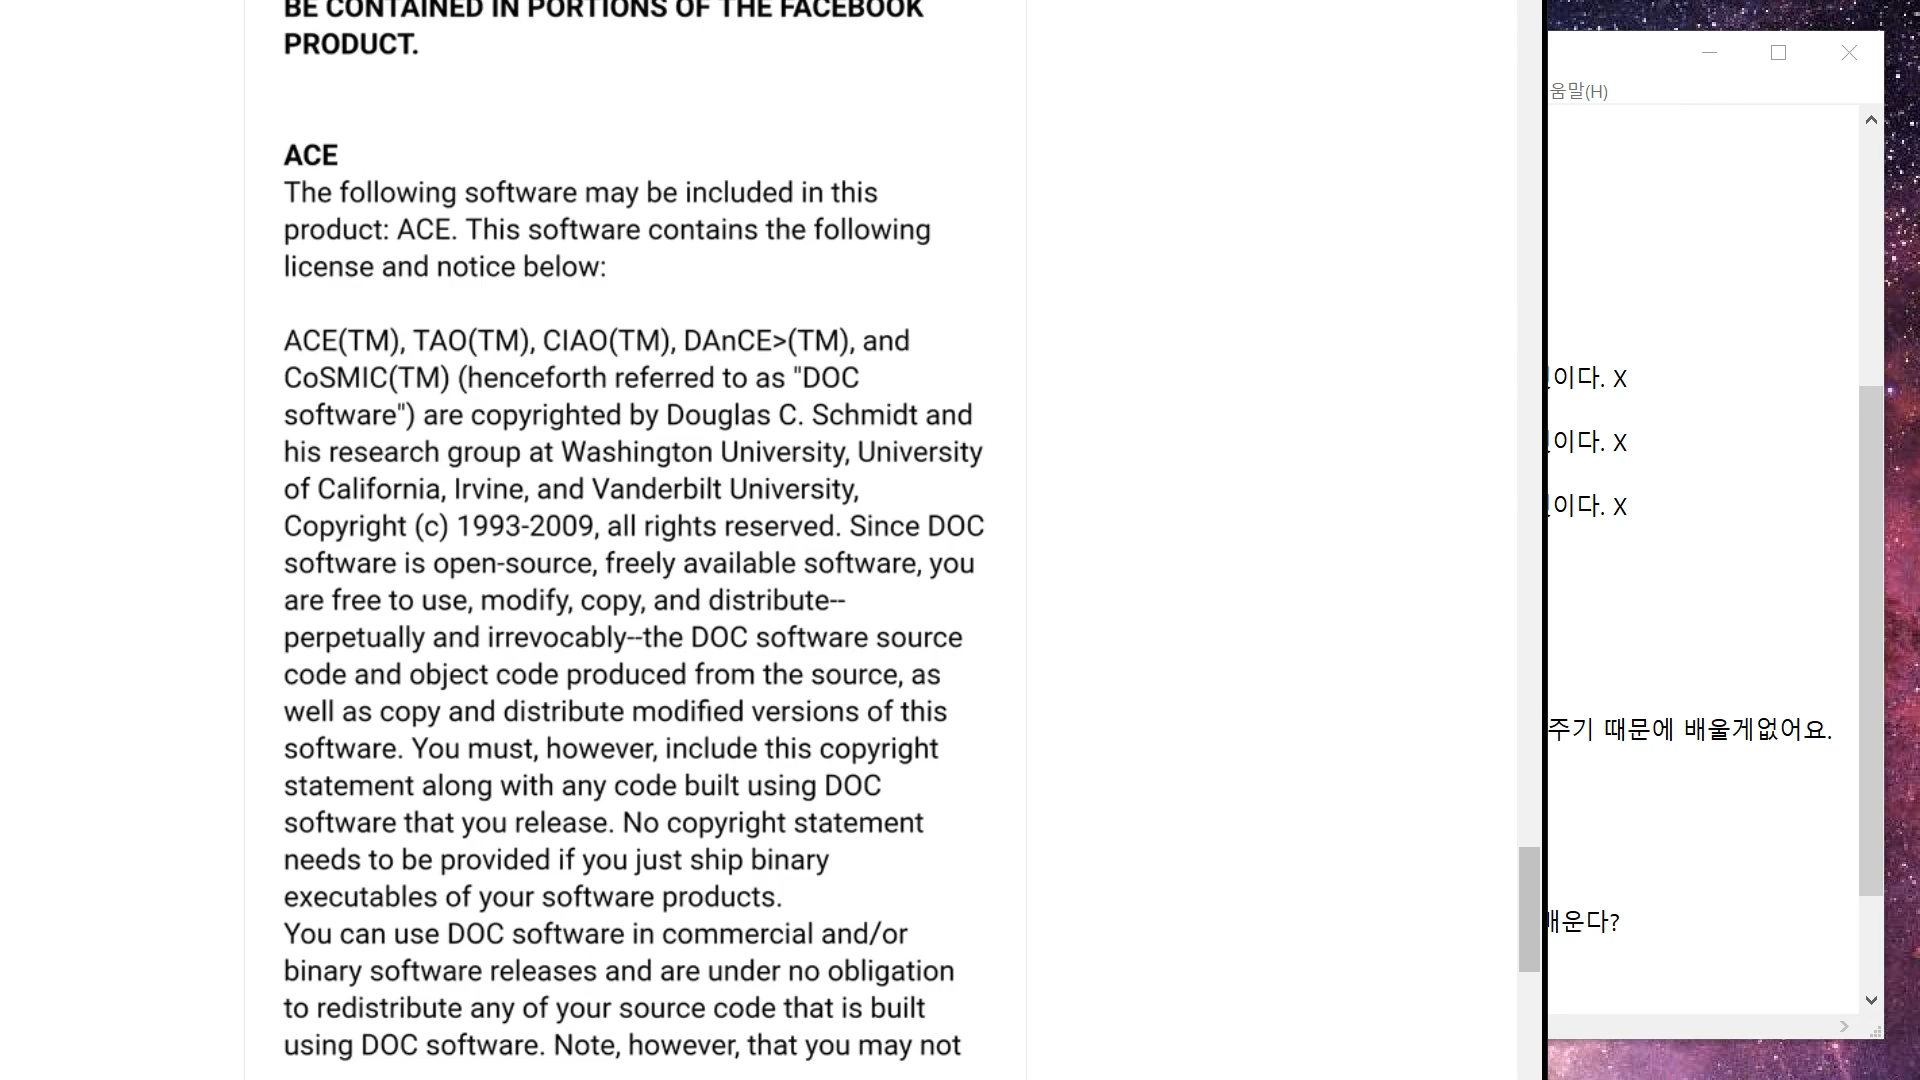 BE CONTAINED IN PORTIONS OF THE FACEBOOK
PRODUCT.
ACE
The following software may be included in this
product: ACE. This software contains the following
license and notice below:
ACE(TM), TAO(TM), CIAO(TM), DAnCE>(TM), and
CoSMIC(TM) (henceforth referred to as "DOC
software") are copyrighted by Douglas C. Schmidt and
his research group at Washington University, University
of California, Irvine, and Vanderbilt University,
Copyright (c) 1993-2009, all rights reserved. Since DOC
software is open-source, freely available software, you
are free to use, modify, copy, and distribute--
perpetually and irrevocably--the DOC software source
code and object code produced from the source, as
well as copy and distribute modified versions of this
software. You must, however, include this copyright
statement along with any code built using DOC
software that you release. No copyright statement
needs to be provided if you just ship binary
executables of your software products.
You can use DOC software in commercial and/or
binary software releases and are under no obligation
to redistribute any of your source code that is built
using DOC software. Note, however, that you may not
움말(H)
이다. X
이다. X
이다. X
주기 때문에 배울게없어요.
배운다?